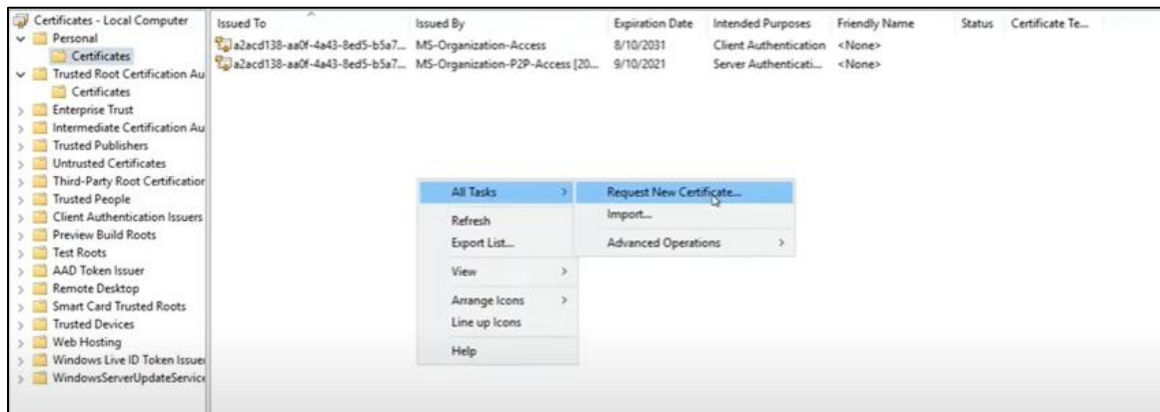 Certificates - Local Computer
Personal
Certificates
Trusted Root Certification Au
Certificates
Enterprise Trust
Intermediate Certification Au
Trusted Publishers
Untrusted Certificates
Third-Party Root Certification
Trusted People
Client Authentication Issuers
Preview Build Roots
Test Roots
AAD Token Issuer
Remote Desktop
Smart Card Trusted Roots
Trusted Devices
Web Hosting
Windows Live ID Token Issuer
WindowsServerUpdateService
Issued To Issued By Expiration Date Intended Purposes Friendly Name Status Certificate Te...
a2acd138-aa0f-4a43-8ed5-b5a7... MS-Organization-Access 8/10/2031 Client Authentication <None>
a2acd138-aa0f-4a43-8ed5-b5a7... MS-Organization-P2P-Access [20... 9/10/2021 Server Authenticati... <None>
All Tasks >
Refresh
Export List...
View >
Arrange Icons >
Line up Icons
Help
Request New Certificate...
Import...
Advanced Operations >